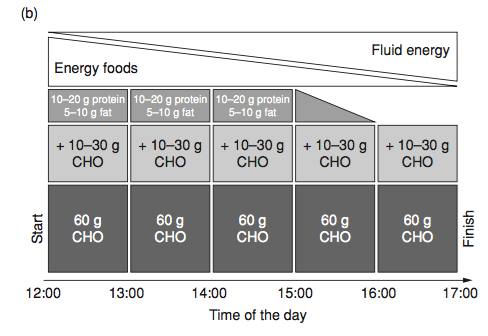 (b)
Fluid energy
Energy foods
10–20 g protein
5–10 g fat
10–20 g protein
5–10 g fat
10–20 g protein
5–10 g fat
+ 10–30 g
CHO
+ 10–30 g
CHO
+ 10–30 g
CHO
+ 10–30 g
CHO
+ 10–30 g
CHO
Start
60 g
CHO
60 g
CHO
60 g
CHO
60 g
CHO
60 g
CHO
Finish
12:00 13:00 14:00 15:00 16:00 17:00
Time of the day